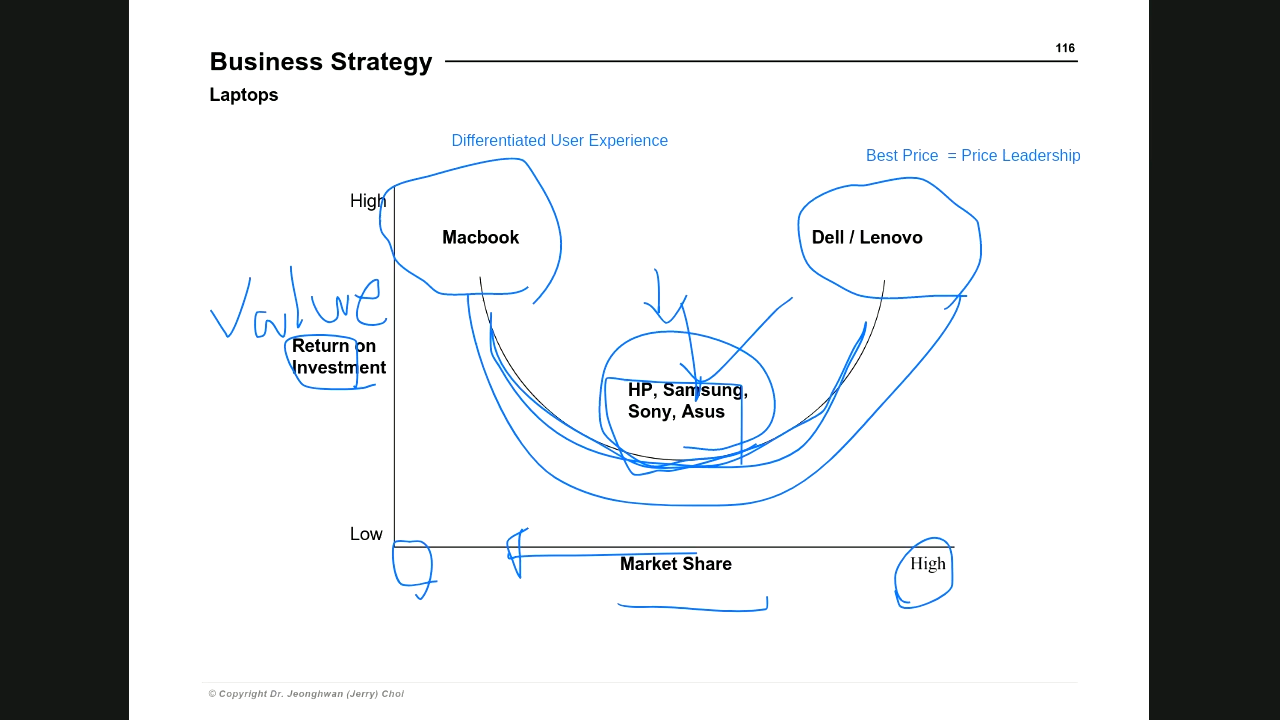 116
Business Strategy
Laptops
Differentiated User Experience
Best Price = Price Leadership
High
Macbook
Dell / Lenovo
Value
Return on
Investment
HP, Samsung,
Sony, Asus
Low
Market Share
High
© Copyright Dr. Jeonghwan (Jerry) Choi